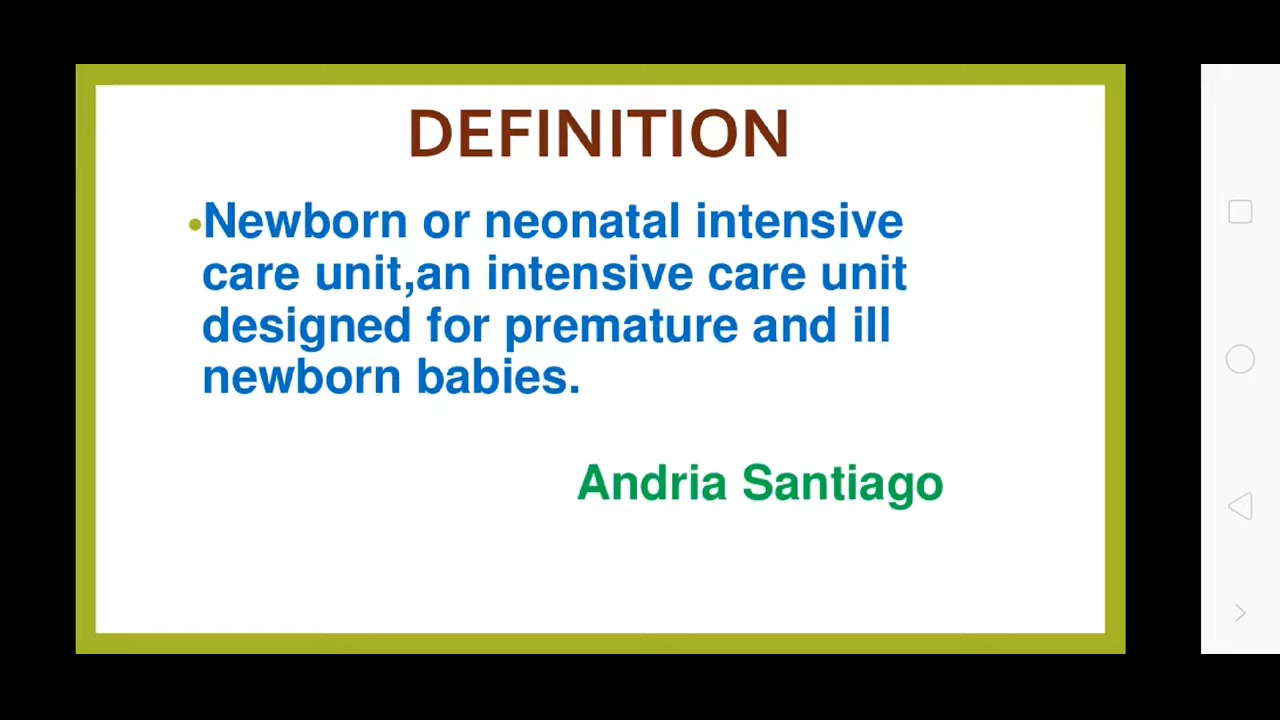 DEFINITION
•Newborn or neonatal intensive
care unit,an intensive care unit
designed for premature and ill
newborn babies.
Andria Santiago